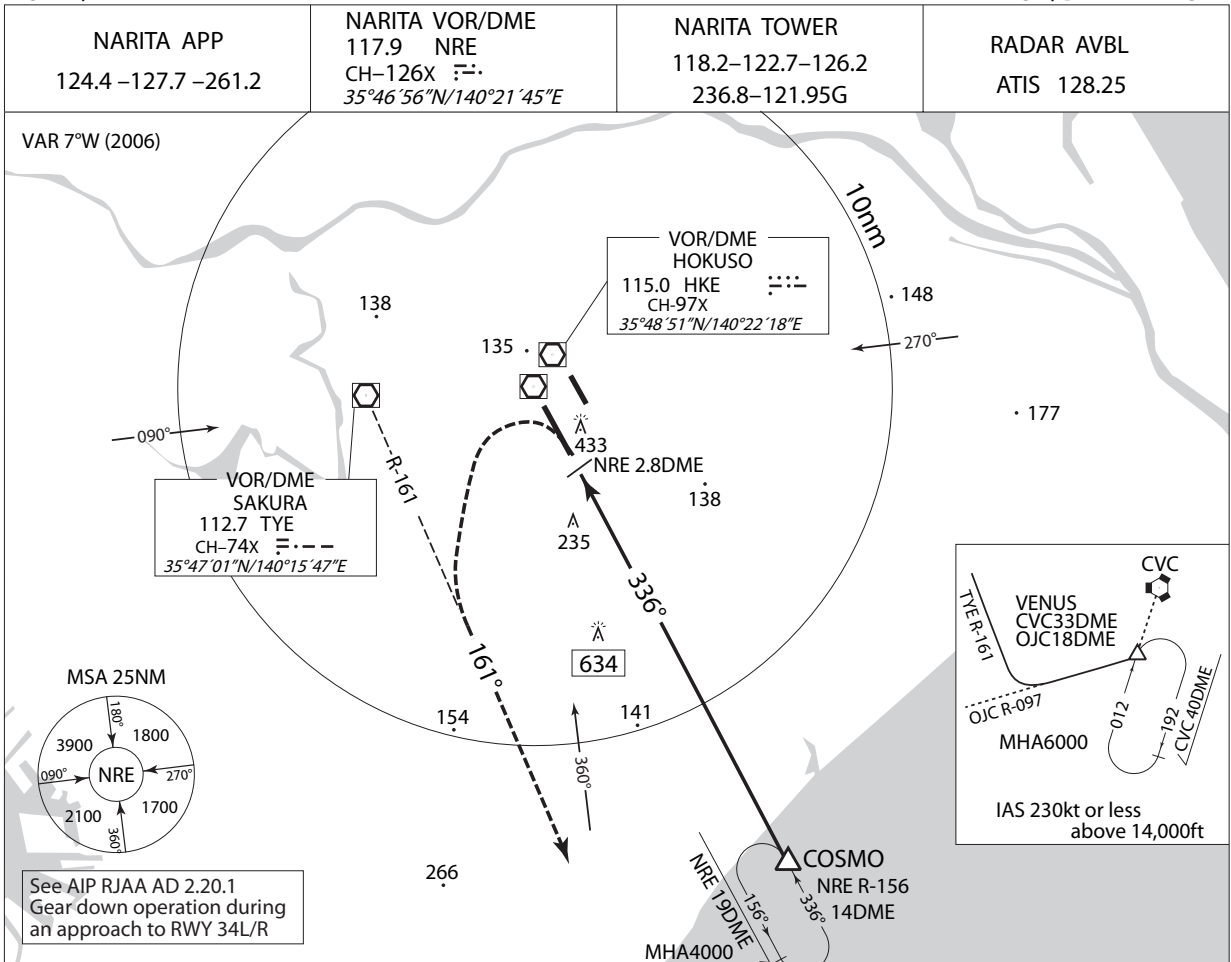 NARITA APP
124.4 –127.7 –261.2
NARITA VOR/DME
117.9 NRE
CH–126X
35°46´56″N/140°21´45″E
NARITA TOWER
118.2–122.7–126.2
236.8–121.95G
RADAR AVBL
ATIS 128.25
VAR 7°W (2006)
10nm
VOR/DME
HOKUSO
115.0 HKE
CH-97X
35°48´51″N/140°22´18″E
138
135
148
270°
177
090°
R-161
433
NRE 2.8DME
138
VOR/DME
SAKURA
112.7 TYE
CH–74X
35°47´01″N/140°15´47″E
235
336°
161°
634
154
141
360°
266
MSA 25NM
180°
3900
1800
090°
NRE
270°
2100
1700
360°
See AIP RJAA AD 2.20.1
Gear down operation during
an approach to RWY 34L/R
CVC
VENUS
CVC33DME
OJC18DME
TYE R-161
OJC R-097
012
192
CVC 40DME
MHA6000
IAS 230kt or less
above 14,000ft
COSMO
NRE R-156
14DME
NRE 19DME
156°
336°
MHA4000